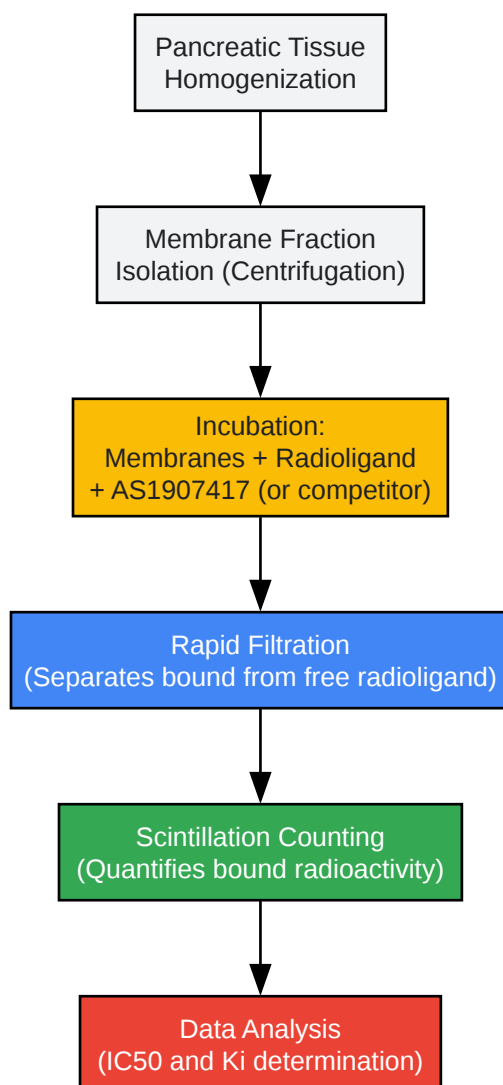 Pancreatic Tissue
Homogenization
Membrane Fraction
Isolation (Centrifugation)
Incubation:
Membranes + Radioligand
+ AS1907417 (or competitor)
Rapid Filtration
(Separates bound from free radioligand)
Scintillation Counting
(Quantifies bound radioactivity)
Data Analysis
(IC50 and Ki determination)